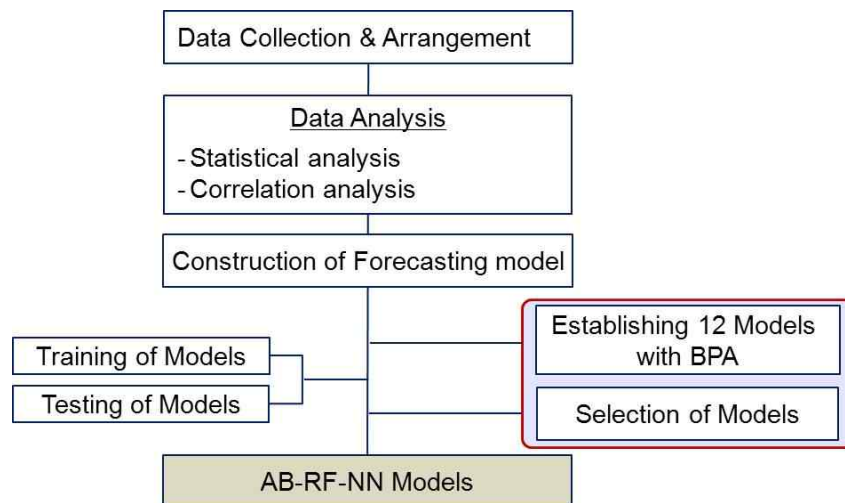 Data Collection & Arrangement
Data Analysis
- Statistical analysis
- Correlation analysis
Construction of Forecasting model
Establishing 12 Models
with BPA
Training of Models
Testing of Models
Selection of Models
AB-RF-NN Models